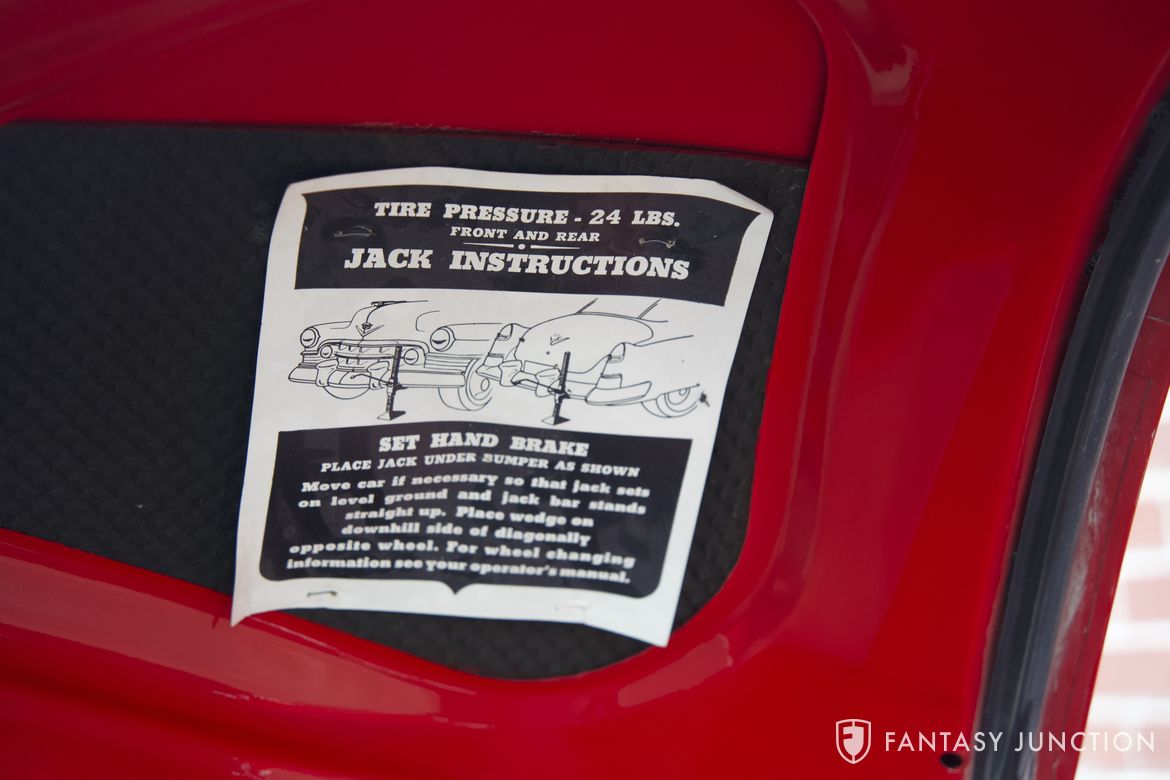 TIRE PRESSURE - 24 LBS.
FRONT AND REAR
JACK INSTRUCTIONS
SET HAND BRAKE
PLACE JACK UNDER BUMPER AS SHOWN
Move car if necessary so that jack sets
on level ground and jack bar stands
straight up. Place wedge on
downhill side of diagonally
opposite wheel. For wheel changing
information see your operator's manual.
FANTASY JUNCTION